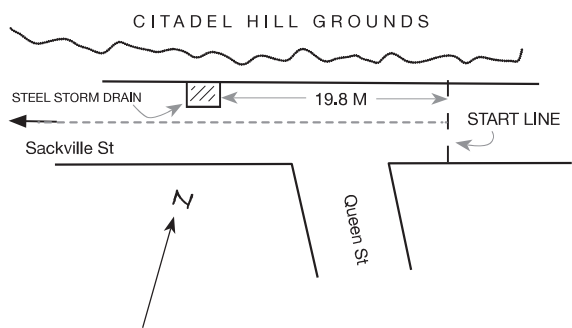 CITADEL HILL GROUNDS
STEEL STORM DRAIN
19.8 M
START LINE
Sackville St
N
Queen St